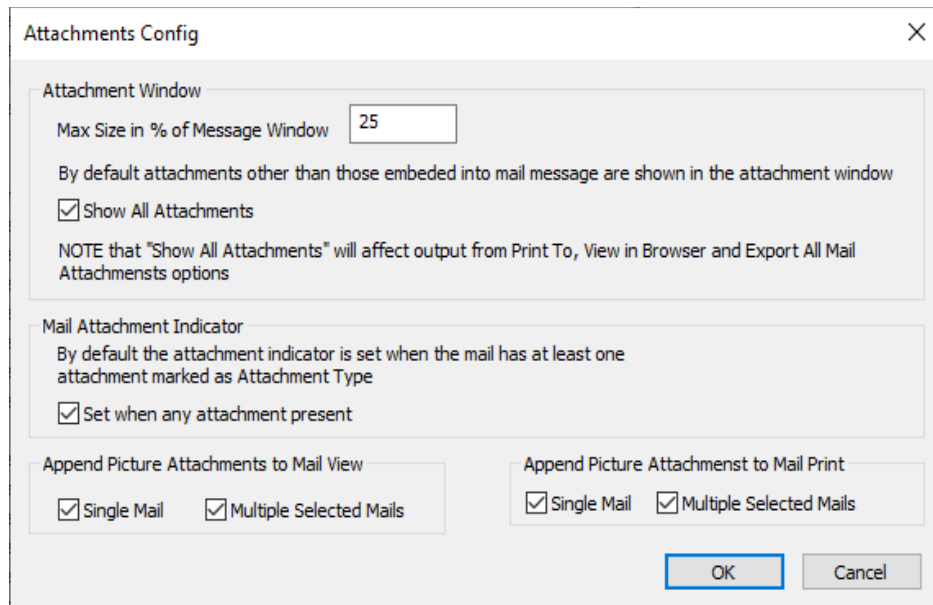 Attachments Config
Attachment Window
Max Size in % of Message Window 25
By default attachments other than those embeded into mail message are shown in the attachment window
Show All Attachments
NOTE that "Show All Attachments" will affect output from Print To, View in Browser and Export All Mail
Attachmensts options
Mail Attachment Indicator
By default the attachment indicator is set when the mail has at least one
attachment marked as Attachment Type
Set when any attachment present
Append Picture Attachments to Mail View
Single Mail Multiple Selected Mails
Append Picture Attachmenst to Mail Print
Single Mail Multiple Selected Mails
OK Cancel